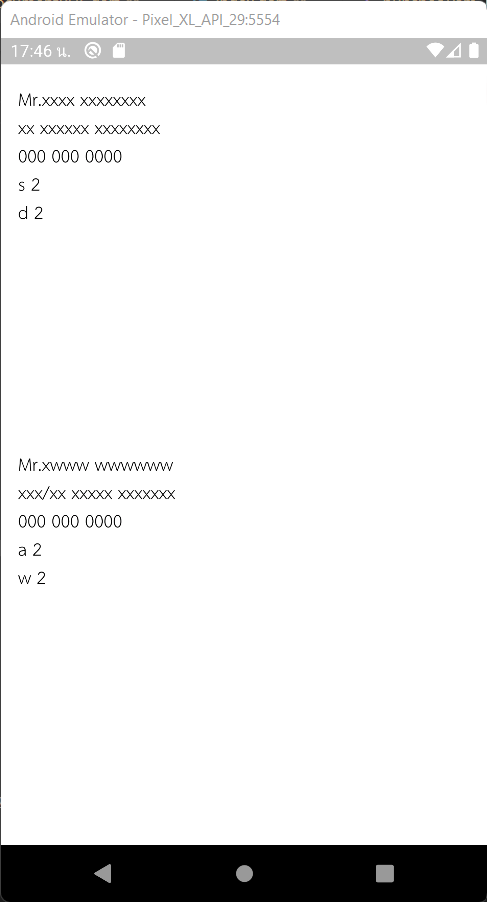 Android Emulator - Pixel_XL_API_29:5554
17:46 น.
Mr.xxxx xxxxxxxx
xx xxxxxx xxxxxxxx
000 000 0000
s 2
d 2
Mr.xwww wwwwwww
xxx/xx xxxxx xxxxxxx
000 000 0000
a 2
w 2